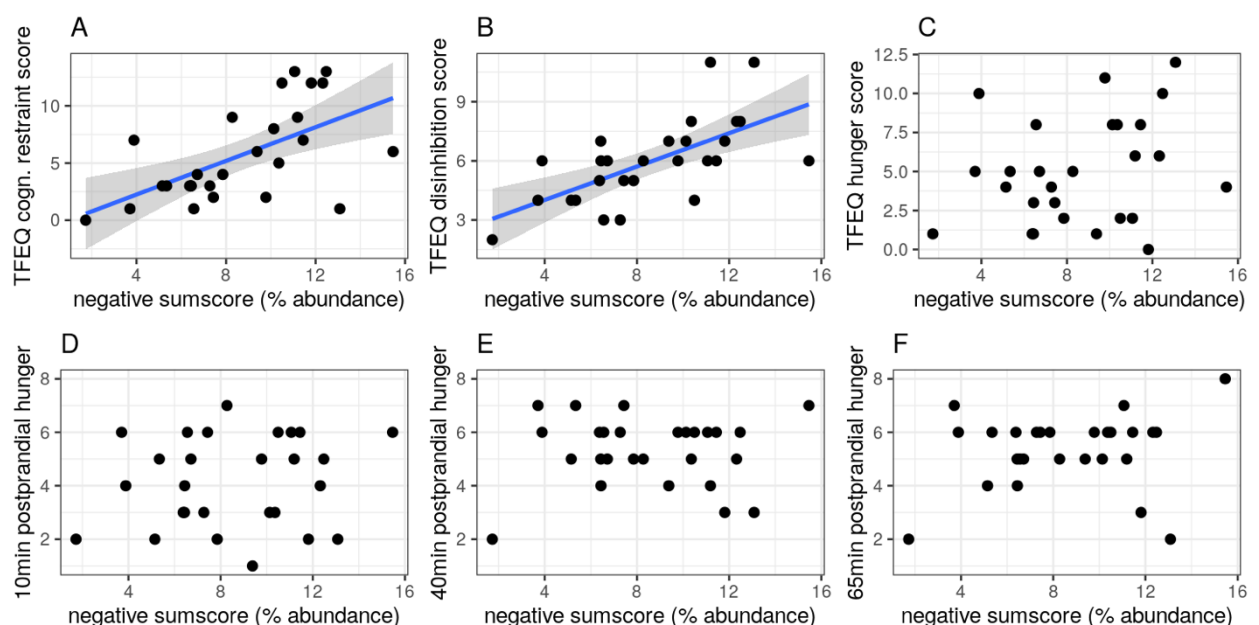 A
TFEQ cogn. restraint score
10
5
0
4
8
12
16
negative sumscore (% abundance)
B
TFEQ disinhibition score
9
6
3
4
8
12
16
negative sumscore (% abundance)
C
TFEQ hunger score
12.5
10.0
7.5
5.0
2.5
0.0
4
8
12
16
negative sumscore (% abundance)
D
10min postprandial hunger
8
6
4
2
4
8
12
16
negative sumscore (% abundance)
E
40min postprandial hunger
8
6
4
2
4
8
12
16
negative sumscore (% abundance)
F
65min postprandial hunger
8
6
4
2
4
8
12
16
negative sumscore (% abundance)